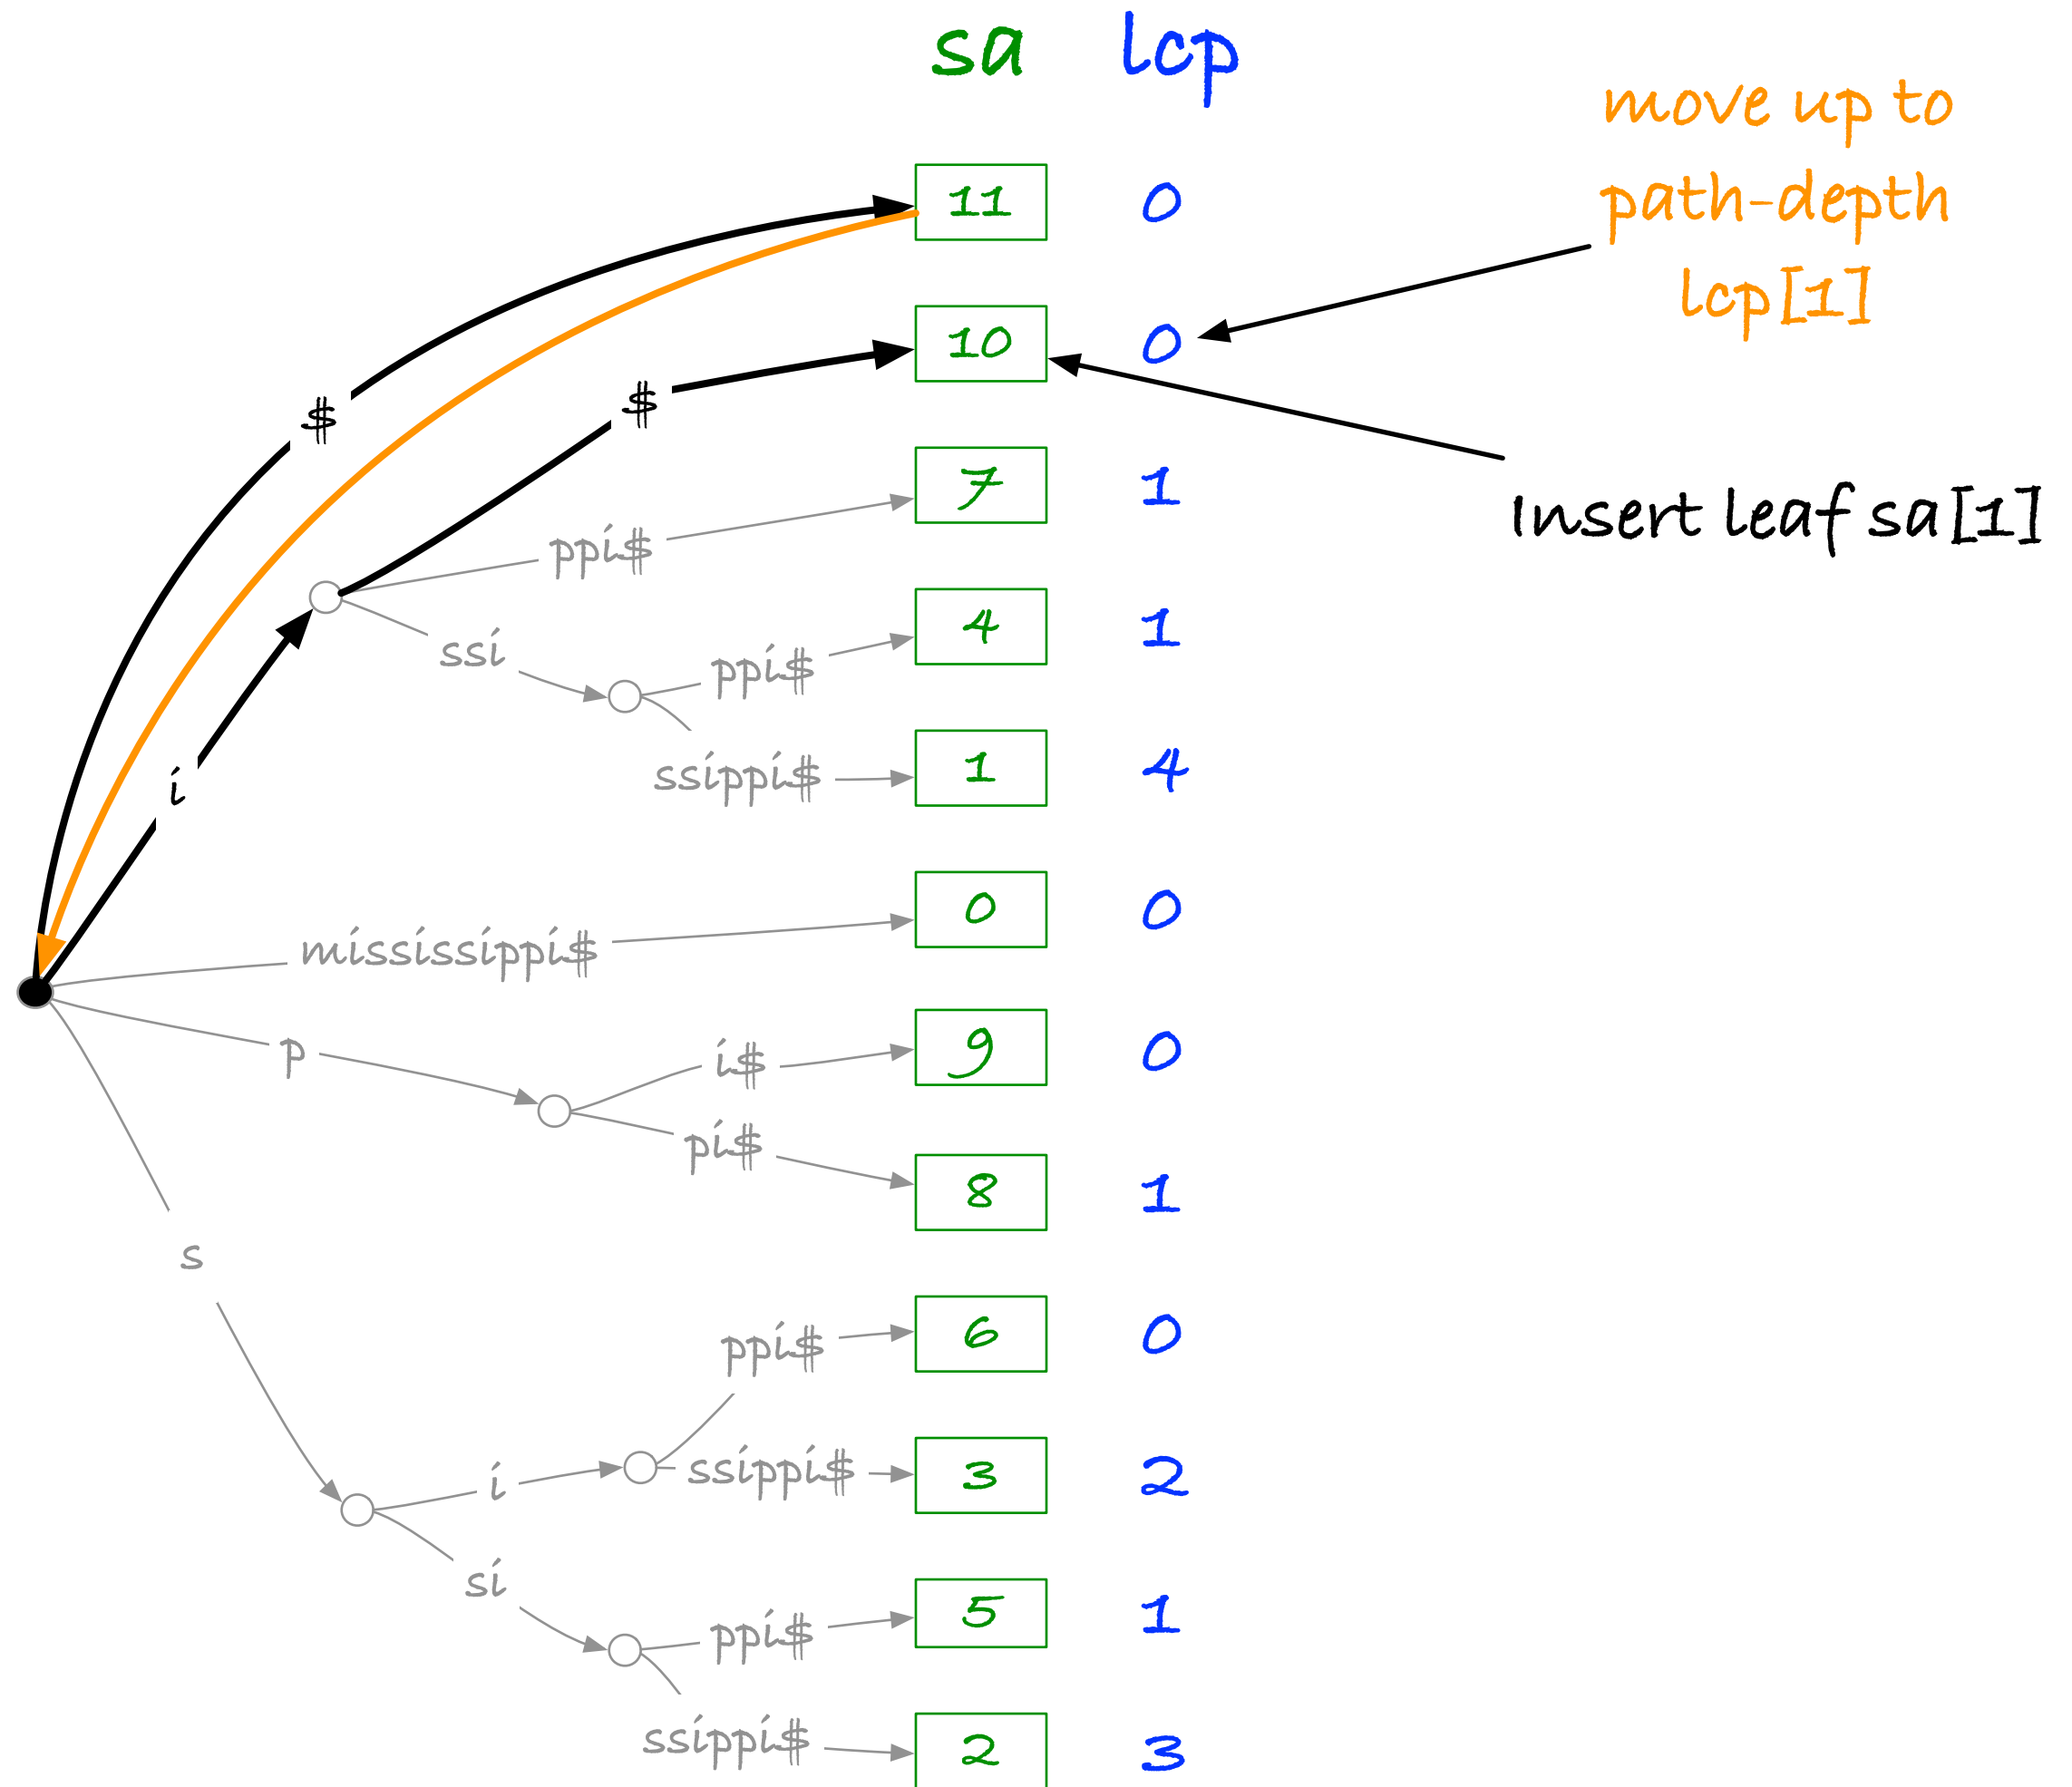 sa lcp
move up to
path-depth
lcp[1]
11 0
$
10 0
$
7 1
Insert leaf sa[1]
ppi$
4 1
ssi
ppi$
1 4
ssippi$
i
0 0
mississippi$
9 0
p
i$
pi$
8 1
s
6 0
ppi$
3 2
i
ssippi$
si
5 1
ppi$
ssippi$
2 3